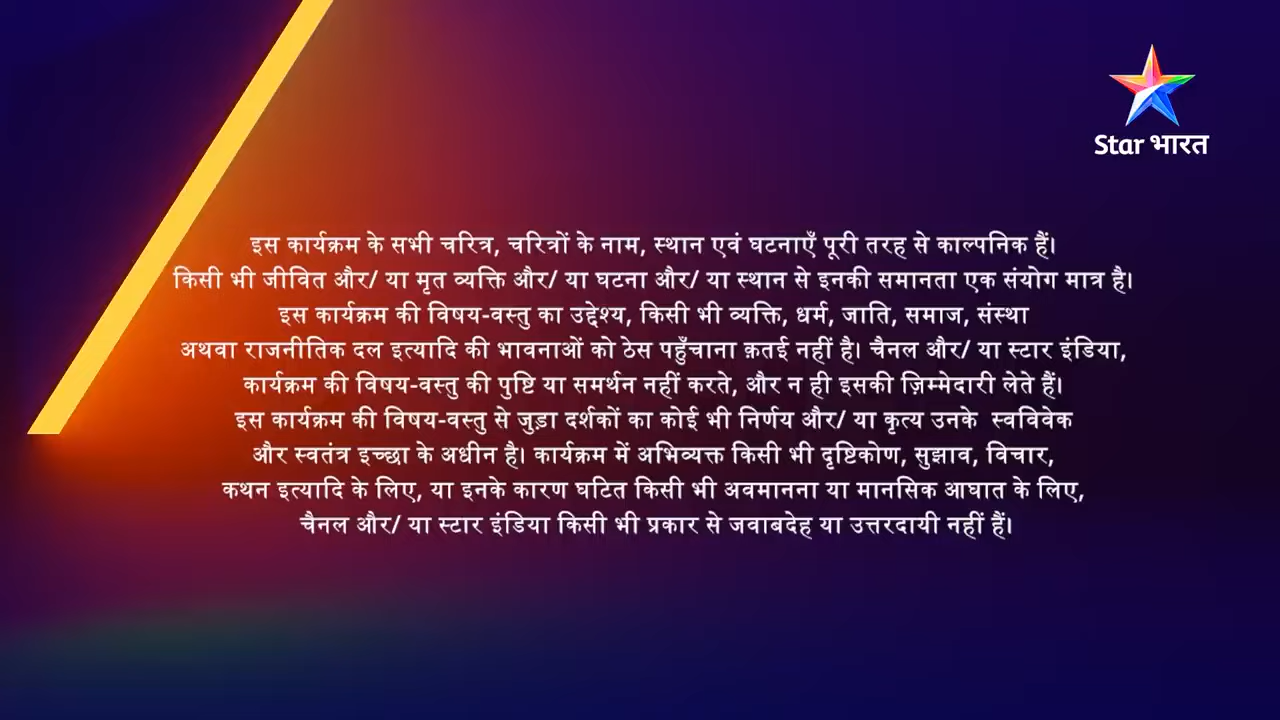 Star भारत
इस कार्यक्रम के सभी चरित्र, चरित्रों के नाम, स्थान एवं घटनाएँ पूरी तरह से काल्पनिक हैं।
किसी भी जीवित और/ या मृत व्यक्ति और/ या घटना और/ या स्थान से इनकी समानता एक संयोग मात्र है।
इस कार्यक्रम की विषय-वस्तु का उद्देश्य, किसी भी व्यक्ति, धर्म, जाति, समाज, संस्था
अथवा राजनीतिक दल इत्यादि की भावनाओं को ठेस पहुँचाना क़तई नहीं है। चैनल और/ या स्टार इंडिया,
कार्यक्रम की विषय-वस्तु की पुष्टि या समर्थन नहीं करते, और न ही इसकी ज़िम्मेदारी लेते हैं।
इस कार्यक्रम की विषय-वस्तु से जुड़ा दर्शकों का कोई भी निर्णय और/ या कृत्य उनके  स्वविवेक
और स्वतंत्र इच्छा के अधीन है। कार्यक्रम में अभिव्यक्त किसी भी दृष्टिकोण, सुझाव, विचार,
कथन इत्यादि के लिए, या इनके कारण घटित किसी भी अवमानना या मानसिक आघात के लिए,
चैनल और/ या स्टार इंडिया किसी भी प्रकार से जवाबदेह या उत्तरदायी नहीं हैं।